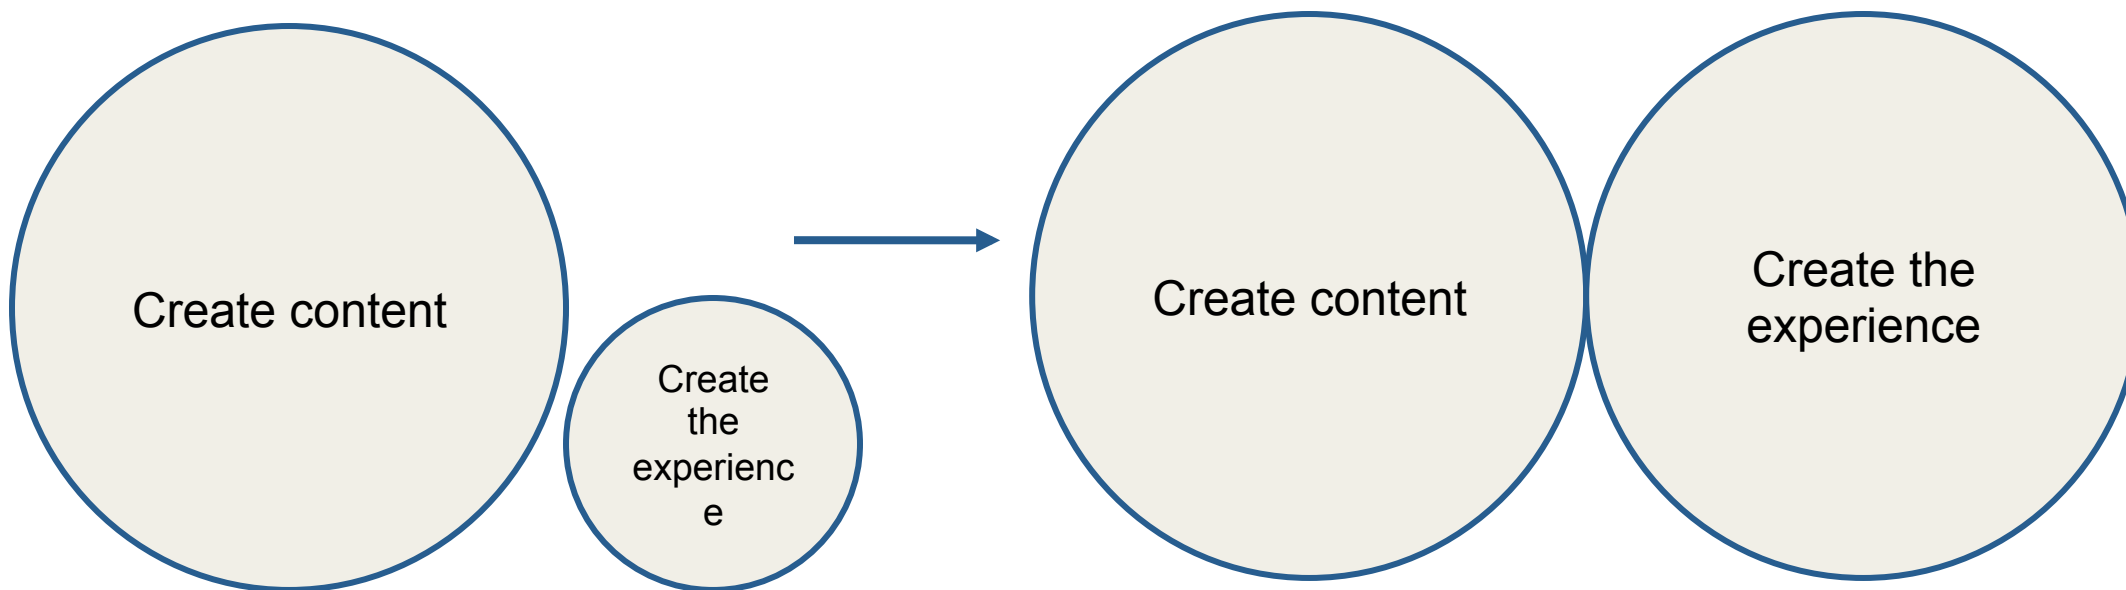 Create content
Create
the
experienc
e
Create content
Create the
experience